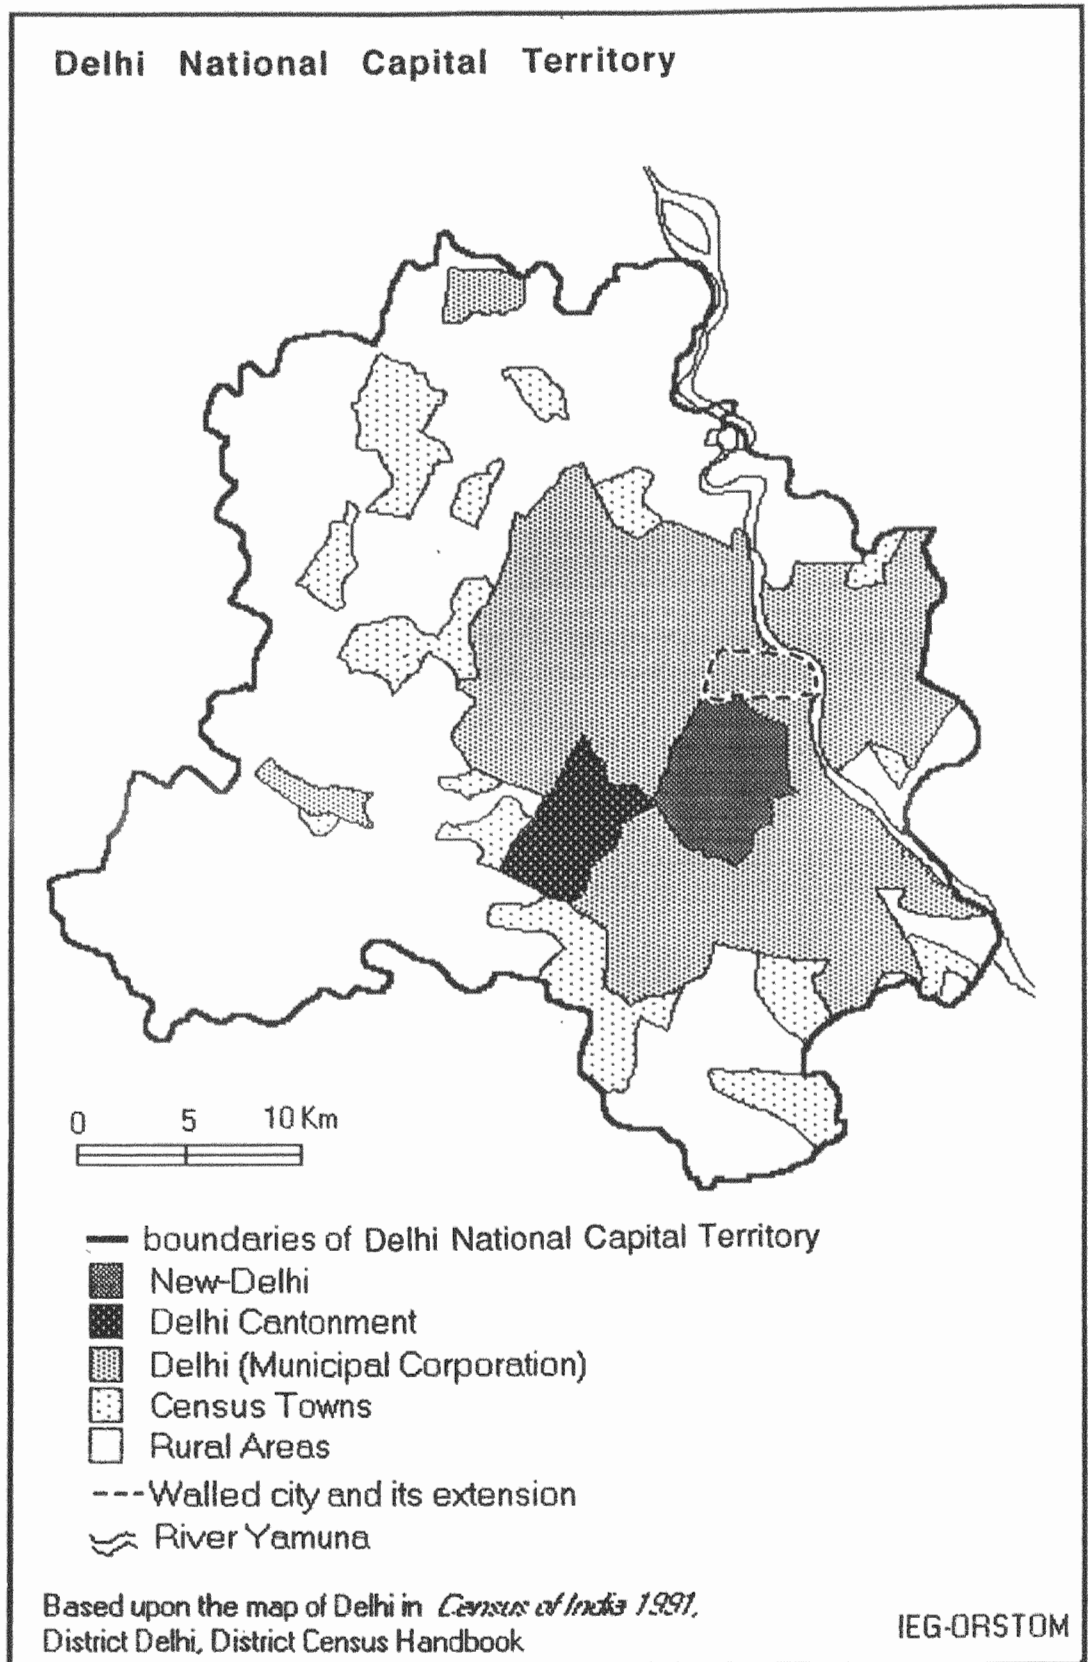 Delhi National Capital Territory
0 5 10 Km
boundaries of Delhi National Capital Territory
New-Delhi
Delhi Cantonment
Delhi (Municipal Corporation)
Census Towns
Rural Areas
Walled city and its extension
River Yamuna
Based upon the map of Delhi in Census of India 1991,
District Delhi, District Census Handbook
IEG-ORSTOM